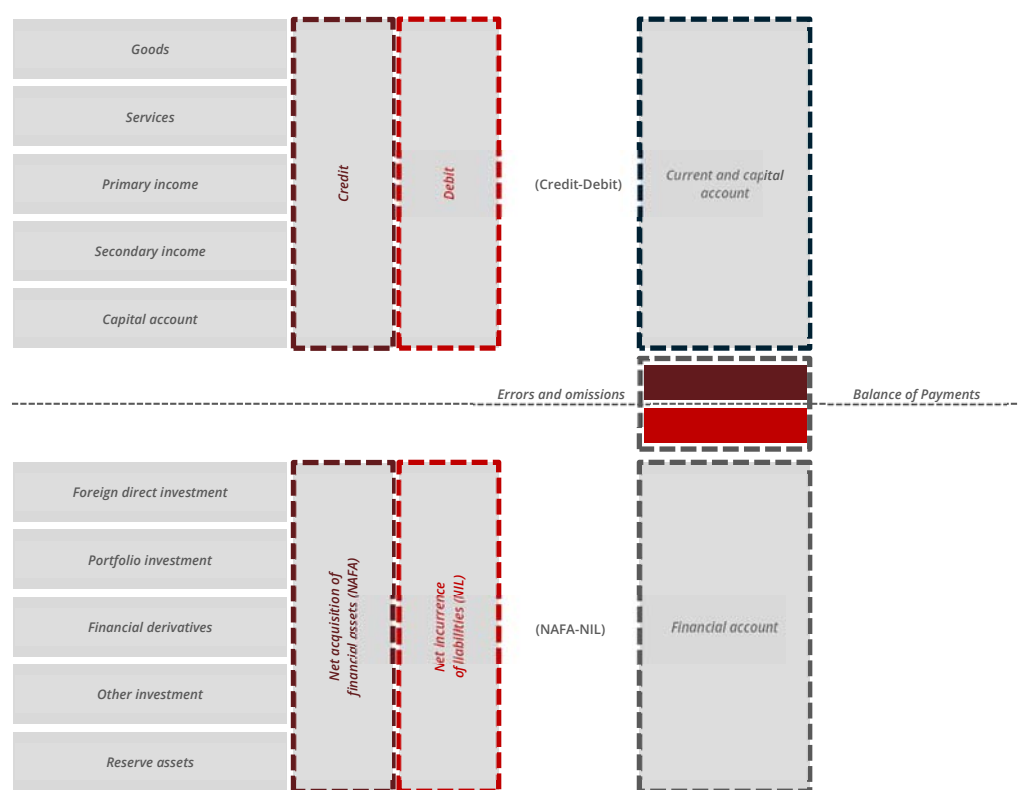 Goods
Services
Primary income
Secondary income
Capital account
Credit
Debit
(Credit-Debit)
Current and capital
account
Errors and omissions
Balance of Payments
Foreign direct investment
Portfolio investment
Financial derivatives
Other investment
Reserve assets
Net acquisition of
financial assets (NAFA)
Net incurrence
of liabilities (NIL)
(NAFA-NIL)
Financial account